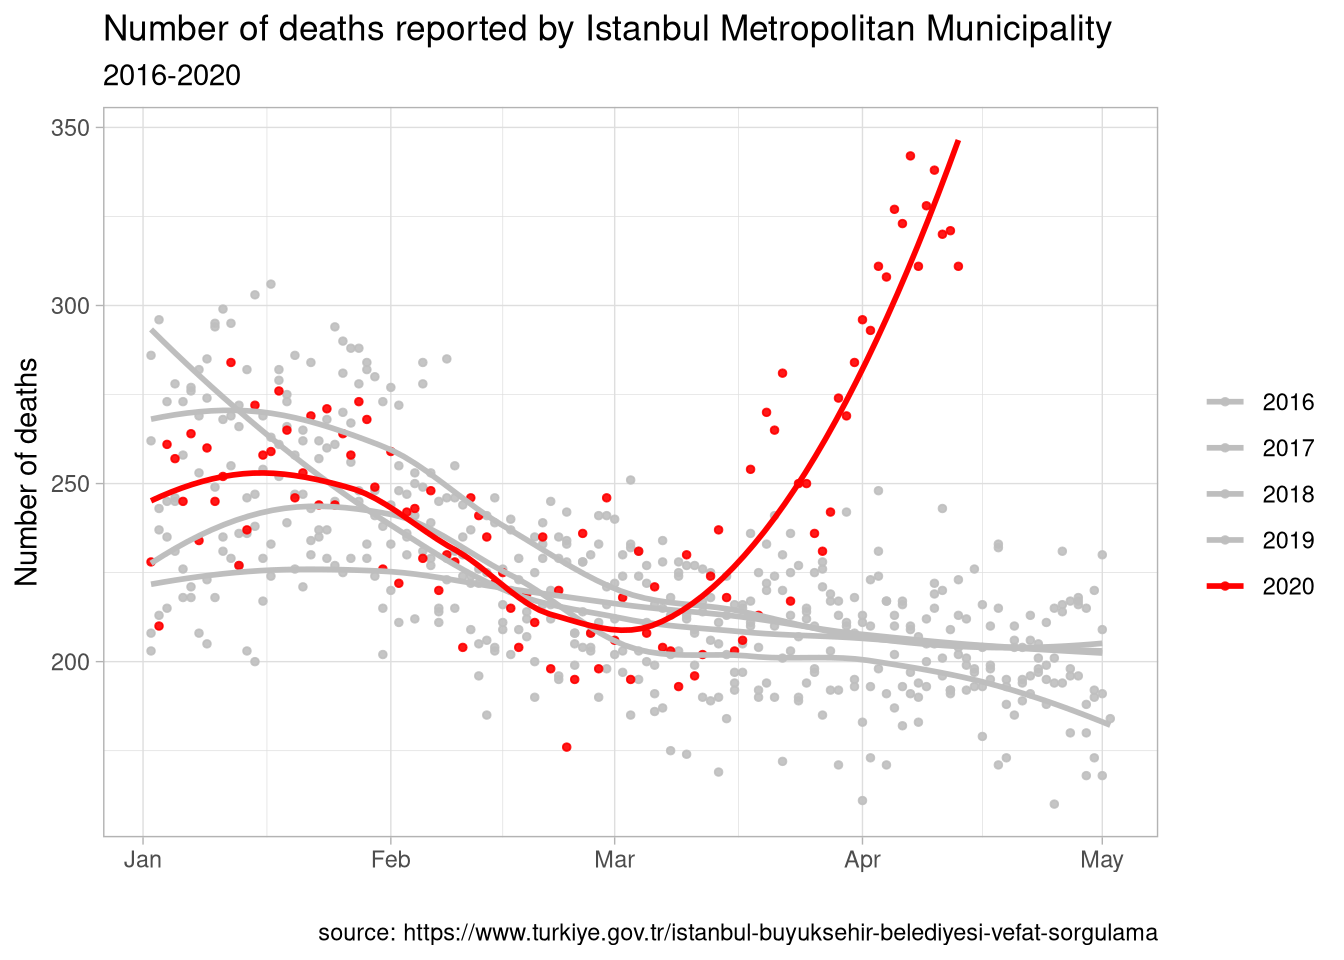 Number of deaths reported by Istanbul Metropolitan Municipality
2016-2020
Number of deaths
350
300
250
200
Jan Feb Mar Apr May
2016
2017
2018
2019
2020
source: https://www.turkiye.gov.tr/istanbul-buyuksehir-belediyesi-vefat-sorgulama